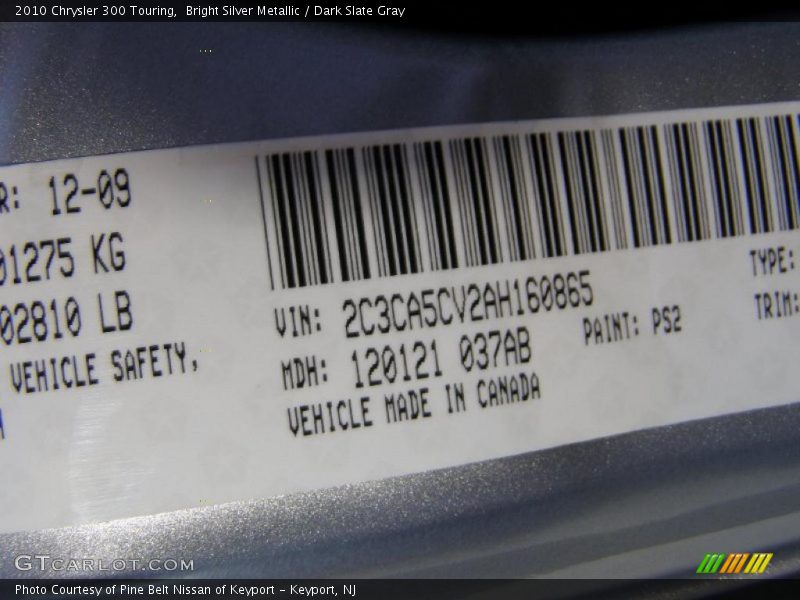 2010 Chrysler 300 Touring,  Bright Silver Metallic / Dark Slate Gray
R: 12-09
01275 KG
02810 LB
VEHICLE SAFETY,
VIN: 2C3CA5CV2AH160865
TYPE:
MDH: 120121 037AB
PAINT: PS2
TRIM:
VEHICLE MADE IN CANADA
GTCARLOT.COM
Photo Courtesy of Pine Belt Nissan of Keyport – Keyport, NJ